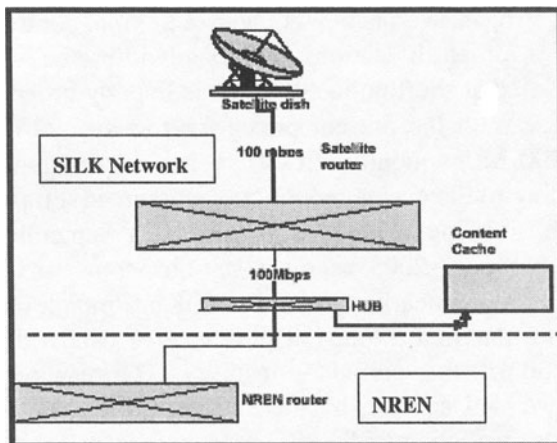 Satellite dish
100 mbps
Satellite
router
SILK Network
Content
Cache
100Mbps
HUB
NREN router
NREN